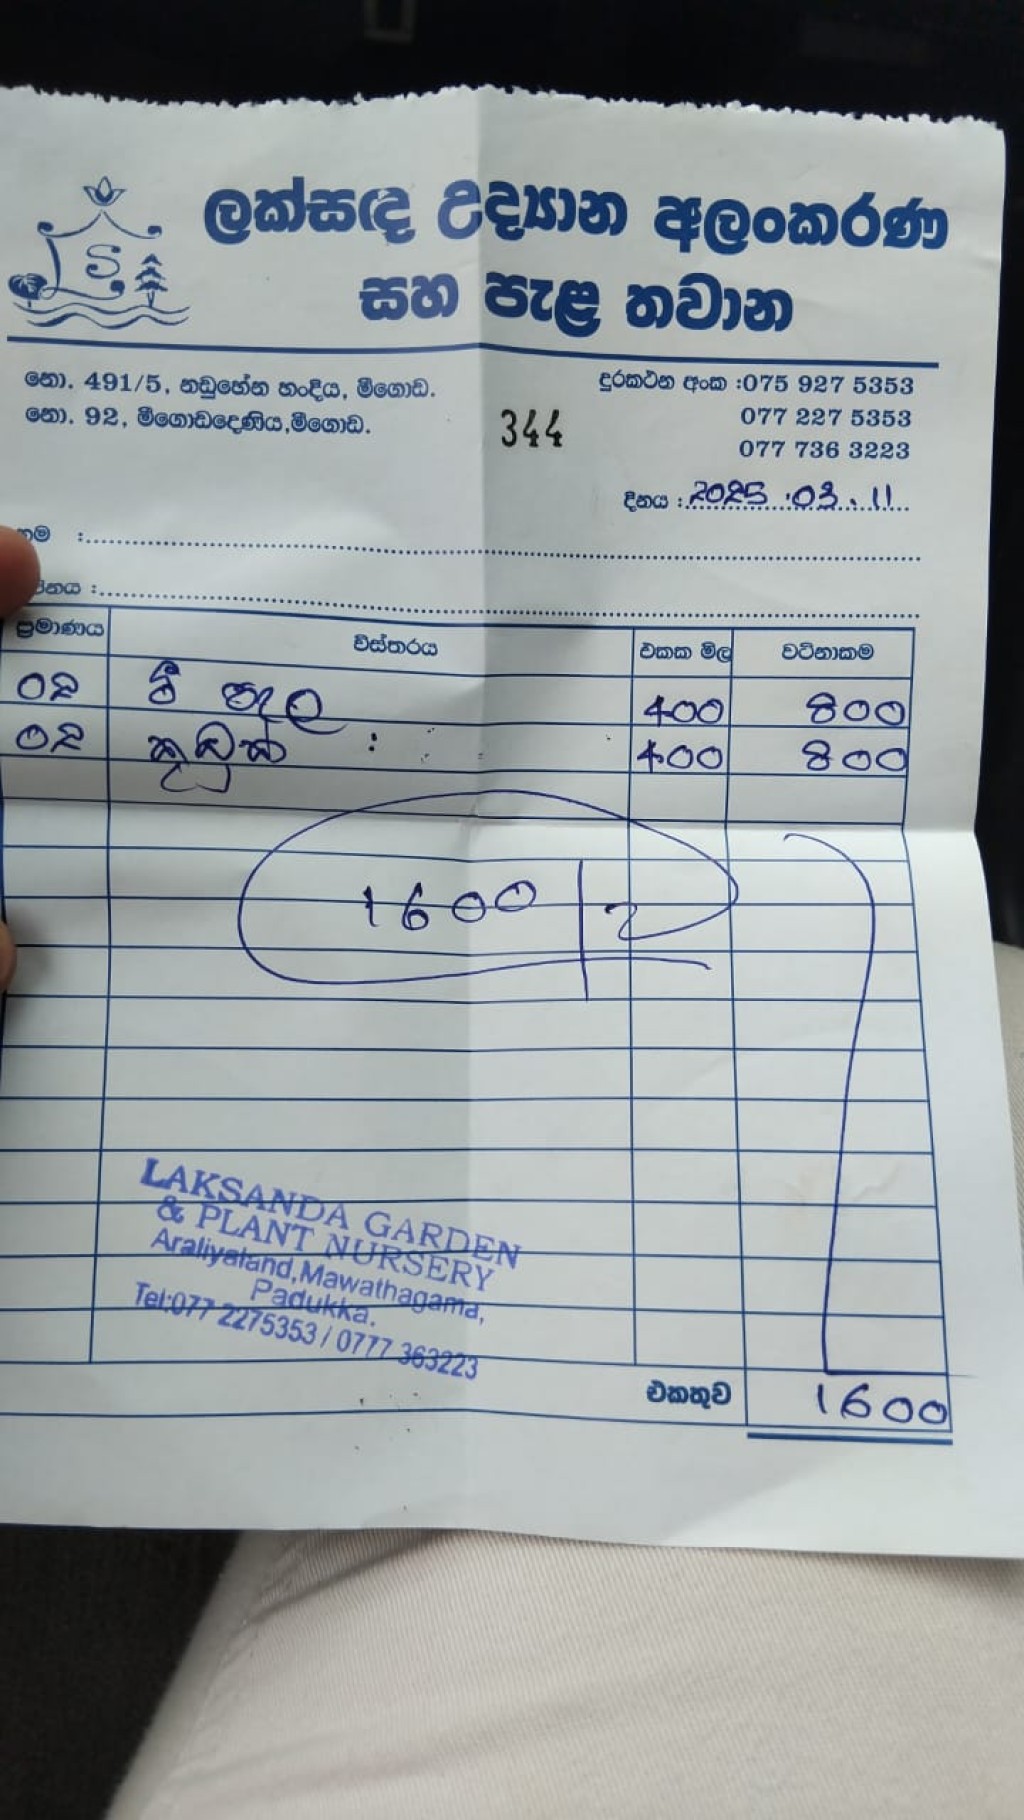 LS
ලක්සඳ උද්‍යාන අලංකරණ
සහ පැළ තවාන
නො. 491/5, නඩුහේන හංදිය, මීගොඩ.
නො. 92, මීගොඩදෙණිය,මීගොඩ.
344
දුරකථන අංක :075 927 5353
077 227 5353
077 736 3223
දිනය : 2025.03.11
ප්‍රමාණය විස්තරය ඒකක මිල වටිනාකම
02 මී පැල 400 800
02 කුඹුක් : 400 800
1600
LAKSANDA GARDEN
& PLANT NURSERY
Araliyaland,Mawathagama,
Padukka.
Tel:077 2275353 / 0777 363223
එකතුව 1600